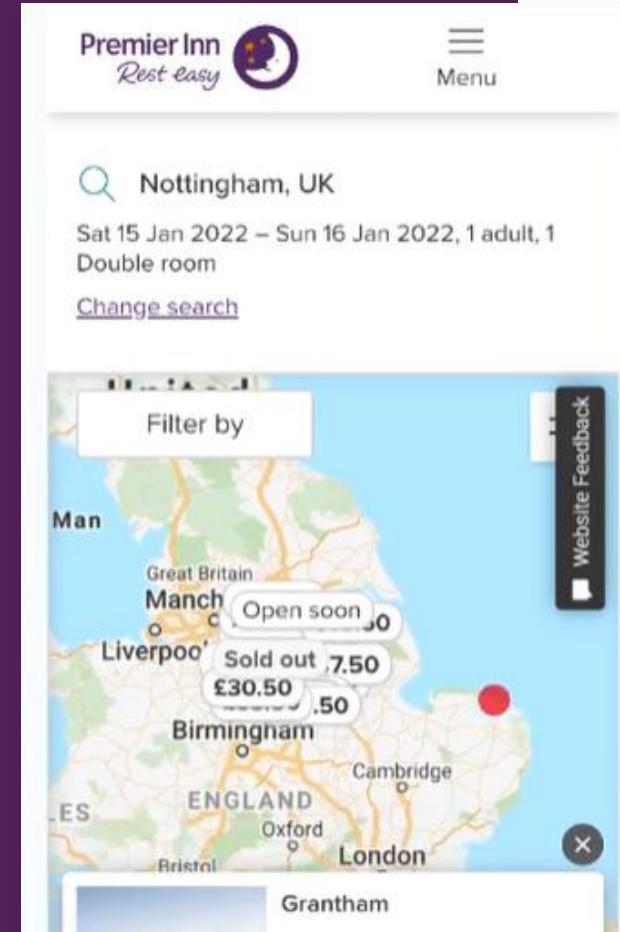 Premier Inn
Rest easy
Menu
Nottingham, UK
Sat 15 Jan 2022 – Sun 16 Jan 2022, 1 adult, 1
Double room
Change search
United
Filter by
Website Feedback
Man
Great Britain
Manch
Open soon
Liverpoo
Sold out
7.50
£30.50
.50
Birmingham
Cambridge
ENGLAND
LES
Oxford
London
Bristol
Grantham